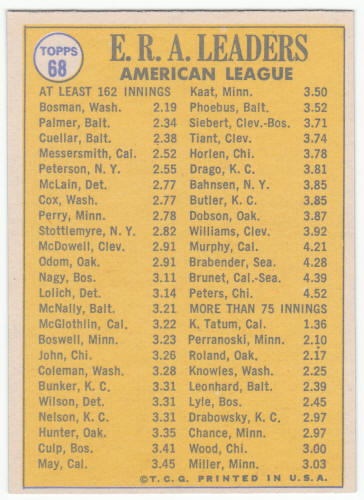 TOPPS
68
E. R. A. LEADERS
AMERICAN LEAGUE
AT LEAST 162 INNINGS
Bosman, Wash. 2.19
Palmer, Balt. 2.34
Cuellar, Balt. 2.38
Messersmith, Cal. 2.52
Peterson, N. Y. 2.55
McLain, Det. 2.77
Cox, Wash. 2.77
Perry, Minn. 2.78
Stottlemyre, N. Y. 2.82
McDowell, Clev. 2.91
Odom, Oak. 2.91
Nagy, Bos. 3.11
Lolich, Det. 3.14
McNally, Balt. 3.21
McGlothlin, Cal. 3.22
Boswell, Minn. 3.23
John, Chi. 3.26
Coleman, Wash. 3.28
Bunker, K. C. 3.31
Wilson, Det. 3.31
Nelson, K. C. 3.31
Hunter, Oak. 3.35
Culp, Bos. 3.41
May, Cal. 3.45
Kaat, Minn. 3.50
Phoebus, Balt. 3.52
Siebert, Clev.-Bos. 3.71
Tiant, Clev. 3.74
Horlen, Chi. 3.78
Drago, K. C. 3.81
Bahnsen, N. Y. 3.85
Butler, K. C. 3.85
Dobson, Oak. 3.87
Williams, Clev. 3.92
Murphy, Cal. 4.21
Brabender, Sea. 4.28
Brunet, Cal.-Sea. 4.39
Peters, Chi. 4.52
MORE THAN 75 INNINGS
K. Tatum, Cal. 1.36
Perranoski, Minn. 2.10
Roland, Oak. 2.17
Knowles, Wash. 2.25
Leonhard, Balt. 2.39
Lyle, Bos. 2.45
Drabowsky, K. C. 2.97
Chance, Minn. 2.97
Wood, Chi. 3.00
Miller, Minn. 3.03
© T. C. G. PRINTED IN U. S. A.